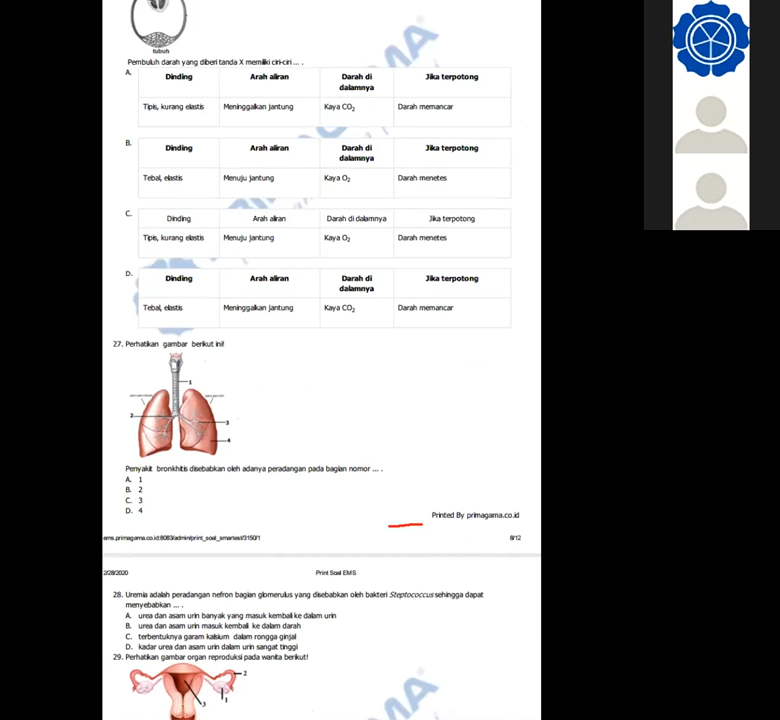 tubuh
Pembuluh darah yang diberi tanda X memiliki ciri-ciri ... .
A.
Dinding Arah aliran Darah di dalamnya Jika terpotong
Tipis, kurang elastis Meninggalkan jantung Kaya CO2 Darah memancar
B.
Dinding Arah aliran Darah di dalamnya Jika terpotong
Tebal, elastis Menuju jantung Kaya O2 Darah menetes
C.
Dinding Arah aliran Darah di dalamnya Jika terpotong
Tipis, kurang elastis Menuju jantung Kaya O2 Darah menetes
D.
Dinding Arah aliran Darah di dalamnya Jika terpotong
Tebal, elastis Meninggalkan jantung Kaya CO2 Darah memancar
27. Perhatikan gambar berikut ini!
1
2
3
4
Penyakit bronkhitis disebabkan oleh adanya peradangan pada bagian nomor ... .
A. 1
B. 2
C. 3
D. 4
Printed By primagama.co.id
ems.primagama.co.id:8083/admin/print_soal_smartest/3150/1 8/12
2/28/2020 Print Soal EMS
28. Uremia adalah peradangan nefron bagian glomerulus yang disebabkan oleh bakteri Steptococcus sehingga dapat
menyebabkan ... .
A. urea dan asam urin banyak yang masuk kembali ke dalam urin
B. urea dan asam urin masuk kembali ke dalam darah
C. terbentuknya garam kalsium dalam rongga ginjal
D. kadar urea dan asam urin dalam urin sangat tinggi
29. Perhatikan gambar organ reproduksi pada wanita berikut!
2
1
3